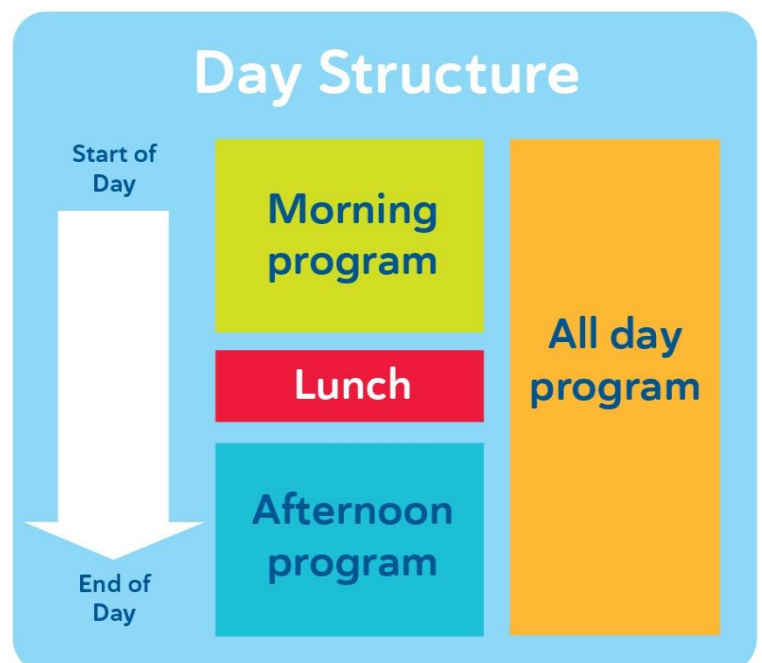 Day Structure
Start of
Day
Morning
program
Lunch
Afternoon
program
All day
program
End of
Day